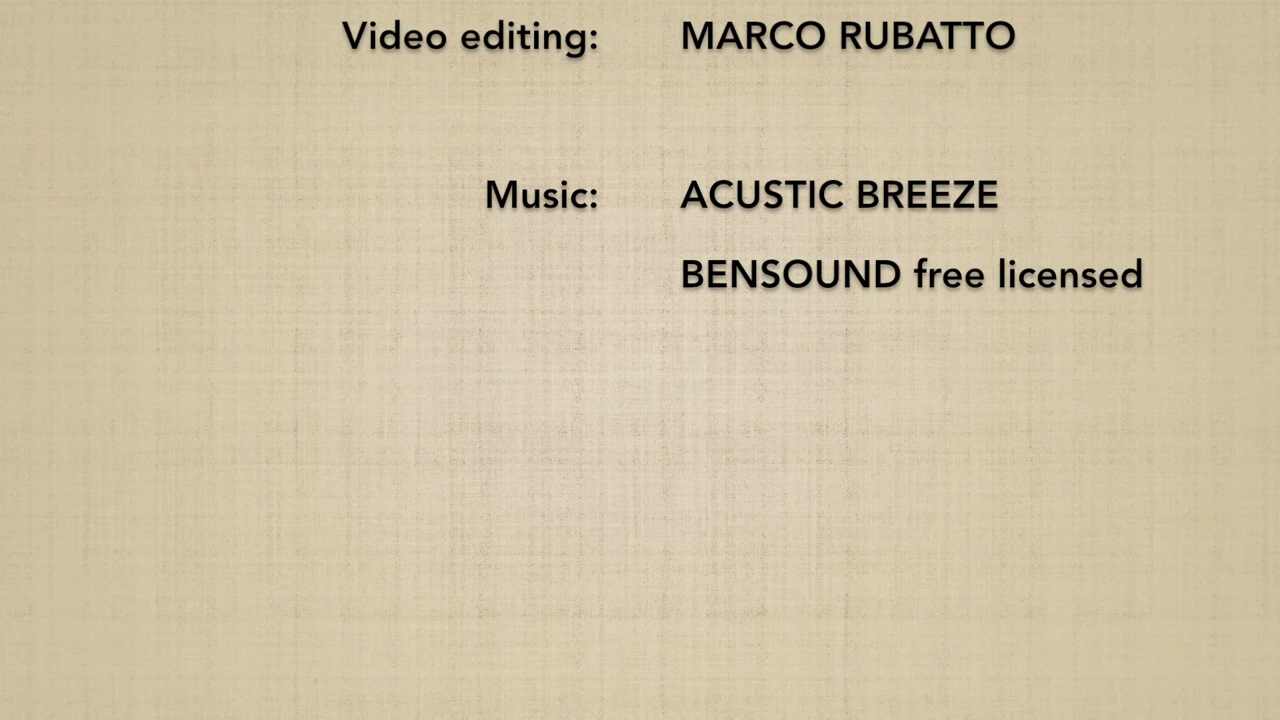 Video editing: MARCO RUBATTO
Music: ACUSTIC BREEZE
BENSOUND free licensed